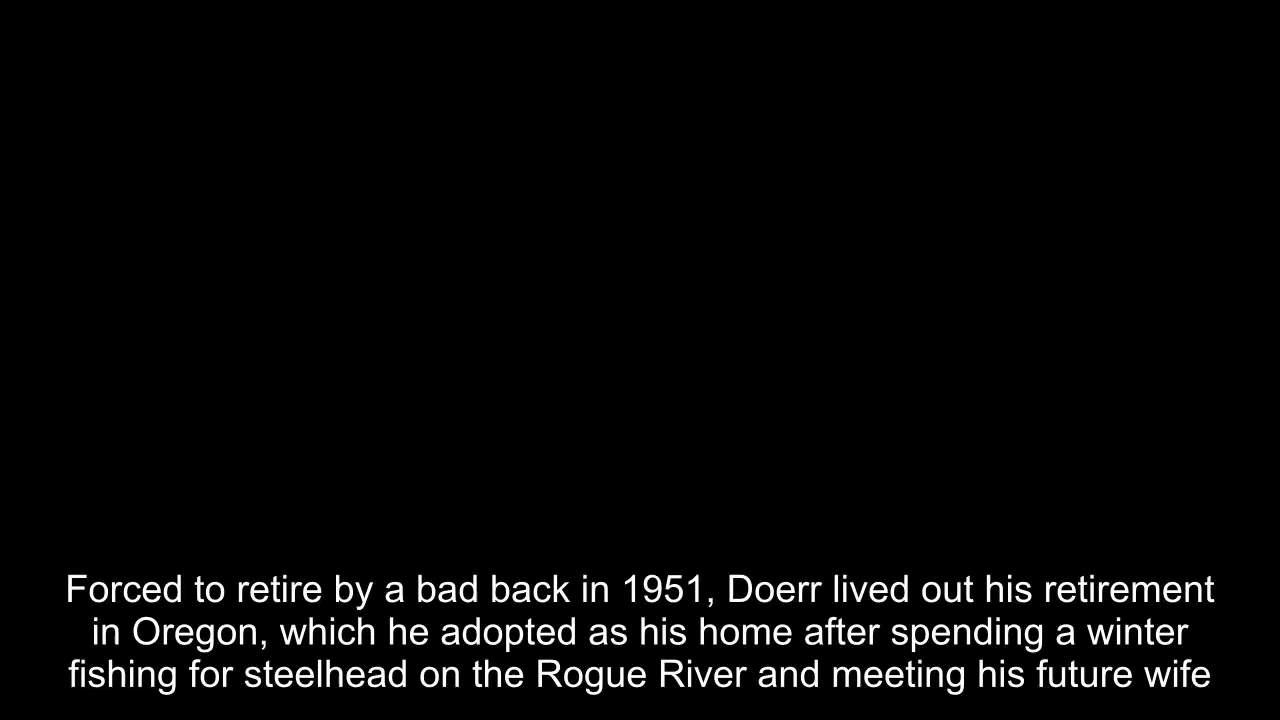 Forced to retire by a bad back in 1951, Doerr lived out his retirement
in Oregon, which he adopted as his home after spending a winter
fishing for steelhead on the Rogue River and meeting his future wife